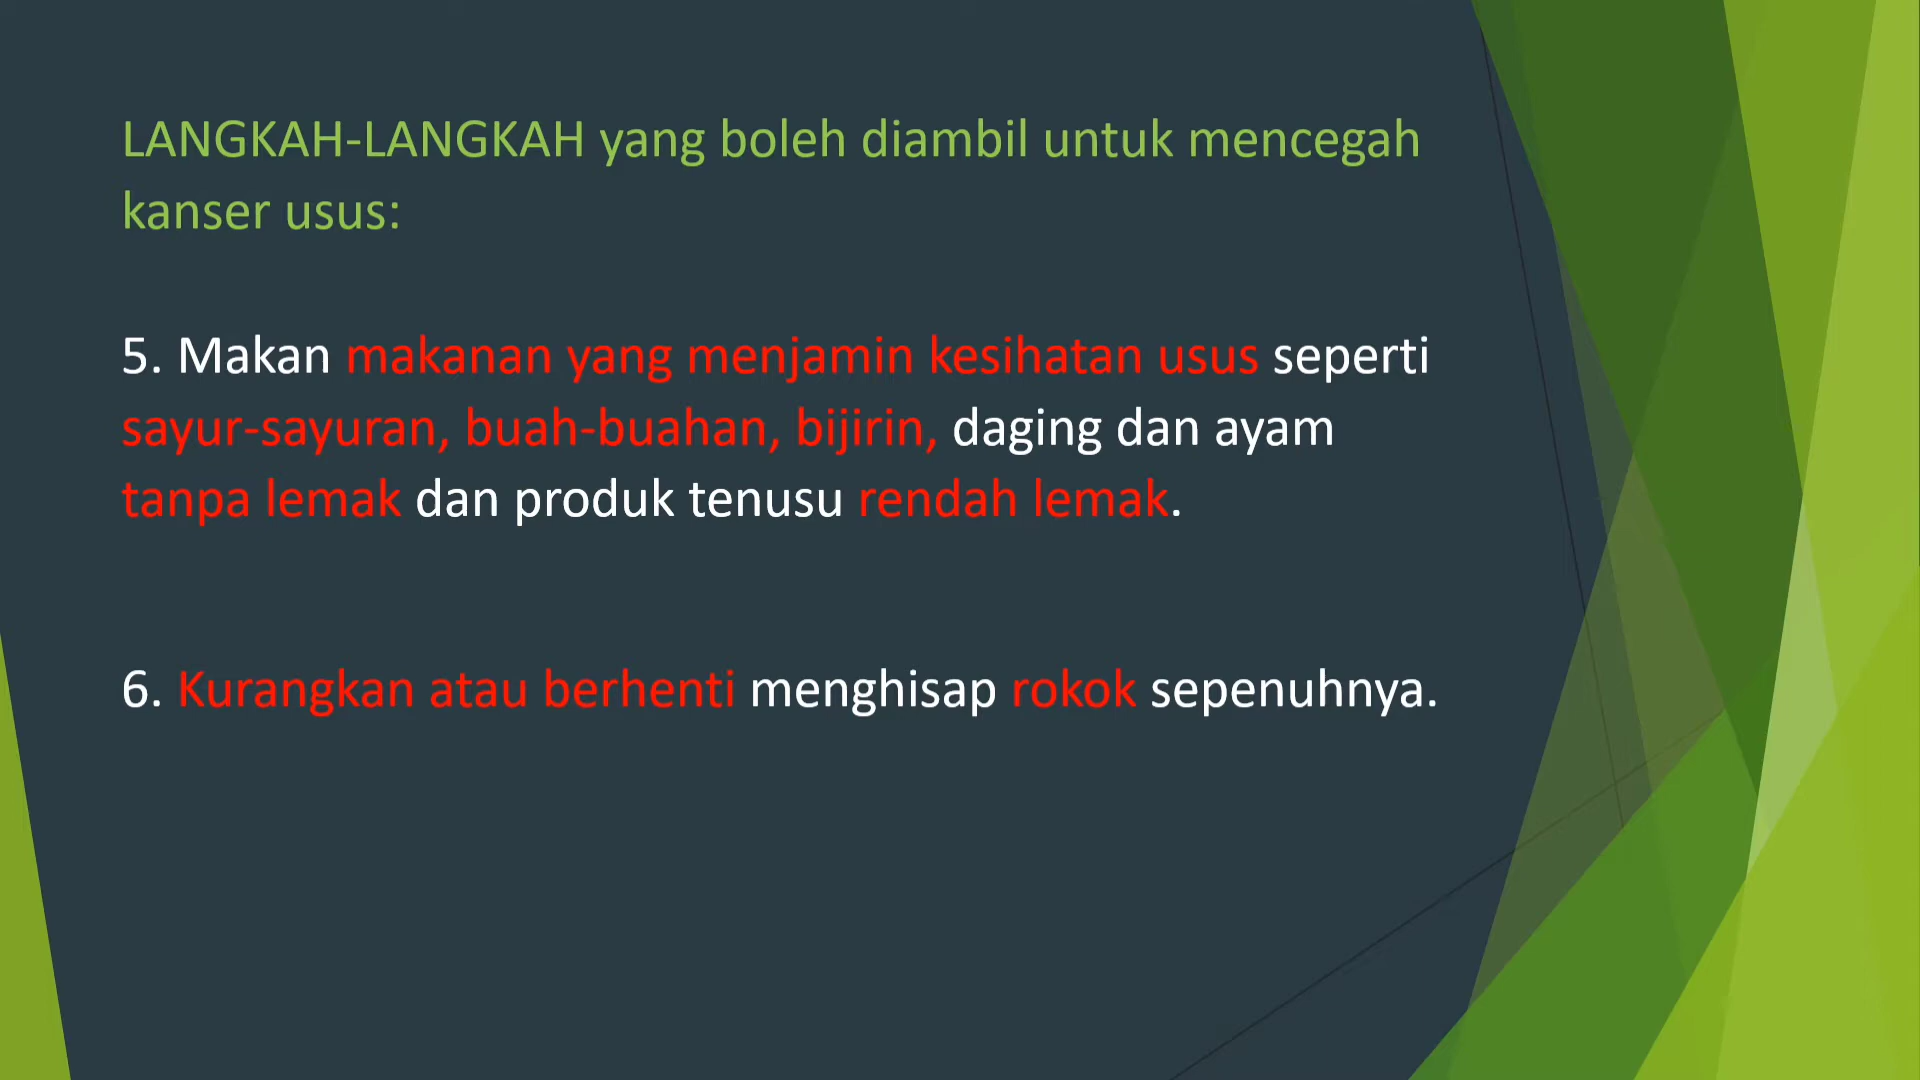 LANGKAH-LANGKAH yang boleh diambil untuk mencegah
kanser usus:
5. Makan makanan yang menjamin kesihatan usus seperti
sayur-sayuran, buah-buahan, bijirin, daging dan ayam
tanpa lemak dan produk tenusu rendah lemak.
6. Kurangkan atau berhenti menghisap rokok sepenuhnya.